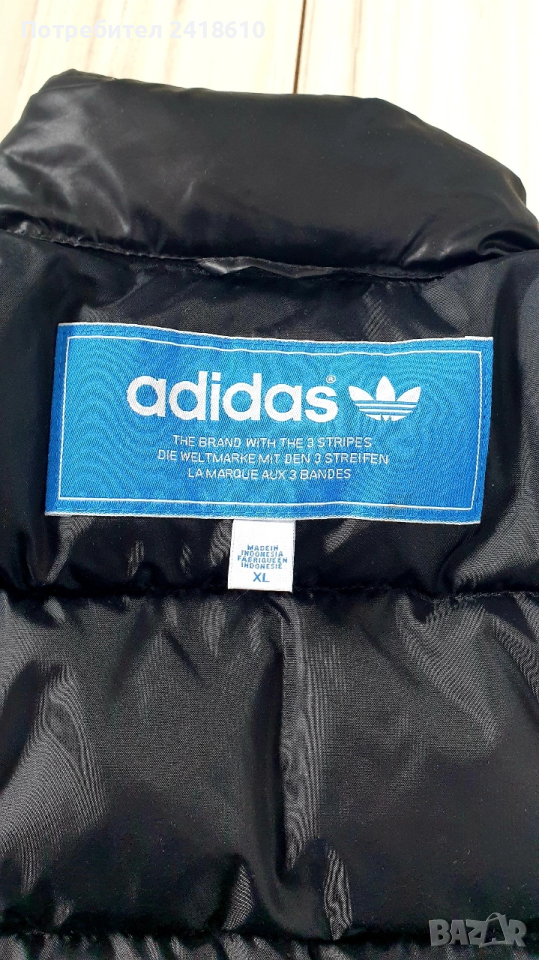 Потребител 2418610
adidas®
THE BRAND WITH THE 3 STRIPES
DIE WELTMARKE MIT DEN 3 STREIFEN
LA MARQUE AUX 3 BANDES
MADE IN
INDONESIA
FABRIQUE EN
INDONESIE
XL
BAZAR